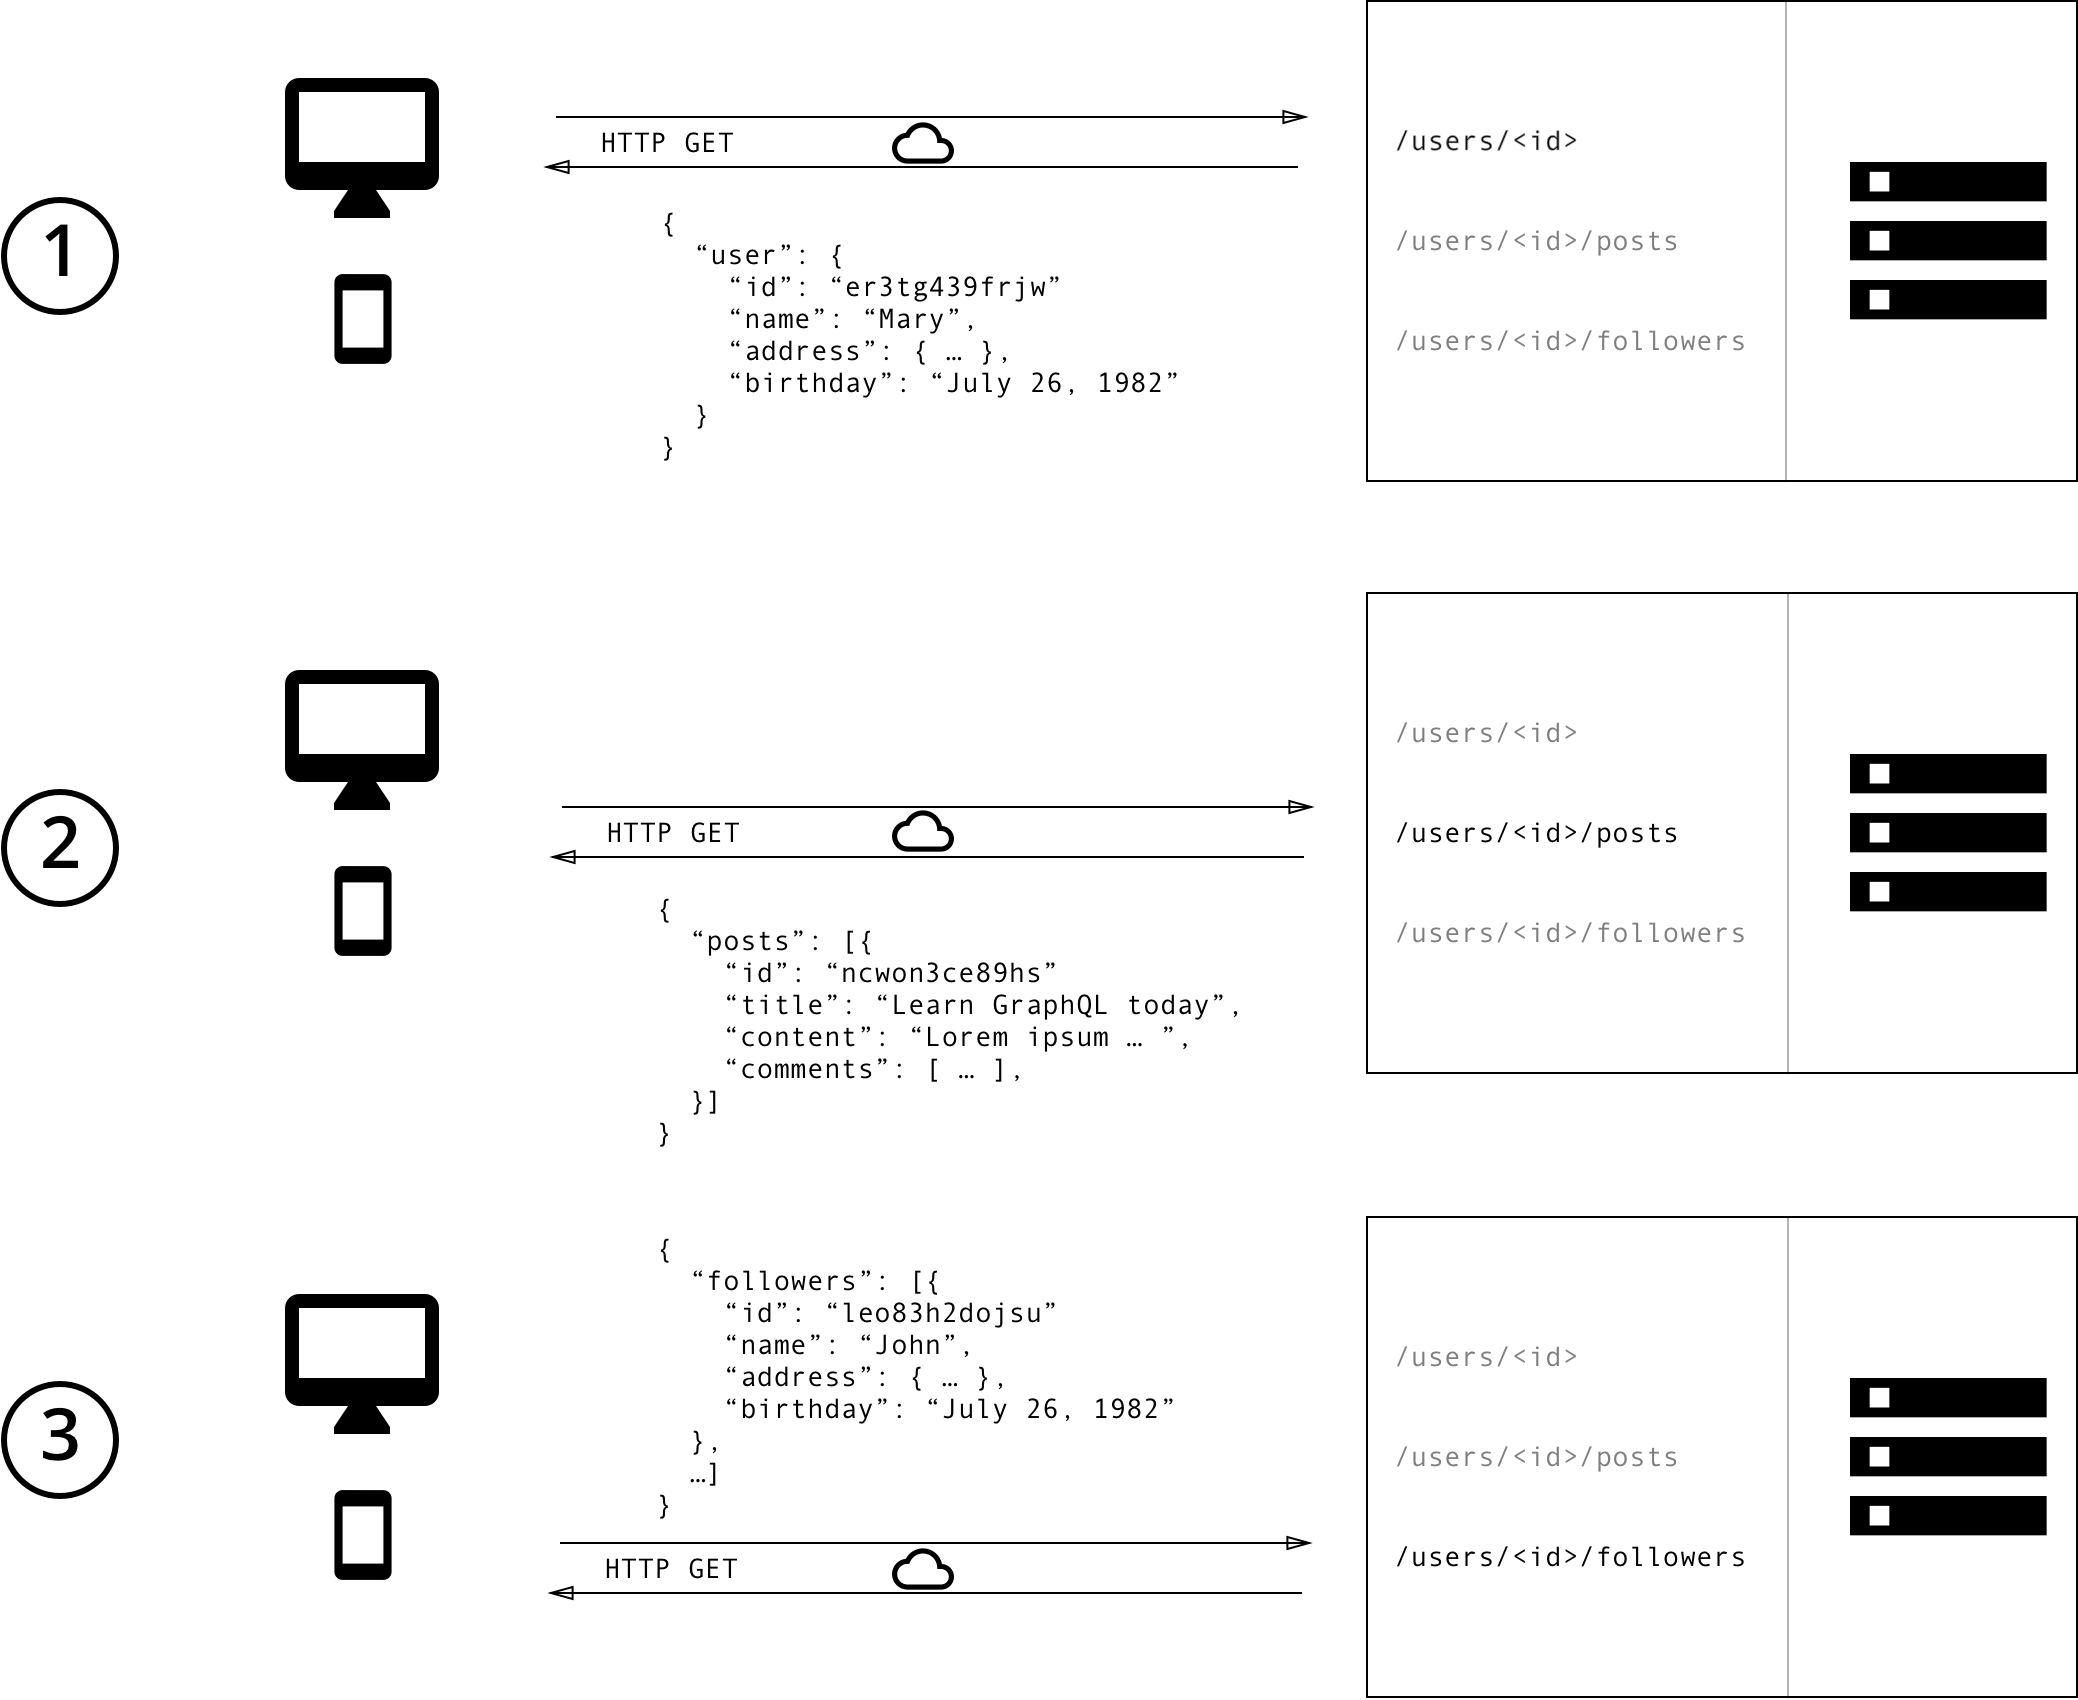 1
HTTP GET
{
  “user”: {
    “id”: “er3tg439frjw”
    “name”: “Mary”,
    “address”: { … },
    “birthday”: “July 26, 1982”
  }
}
/users/<id>
/users/<id>/posts
/users/<id>/followers
2
HTTP GET
{
  “posts”: [{
    “id”: “ncwon3ce89hs”
    “title”: “Learn GraphQL today”,
    “content”: “Lorem ipsum … ”,
    “comments”: [ … ],
  }]
}
/users/<id>
/users/<id>/posts
/users/<id>/followers
3
{
  “followers”: [{
    “id”: “leo83h2dojsu”
    “name”: “John”,
    “address”: { … },
    “birthday”: “July 26, 1982”
  },
  …]
}
HTTP GET
/users/<id>
/users/<id>/posts
/users/<id>/followers